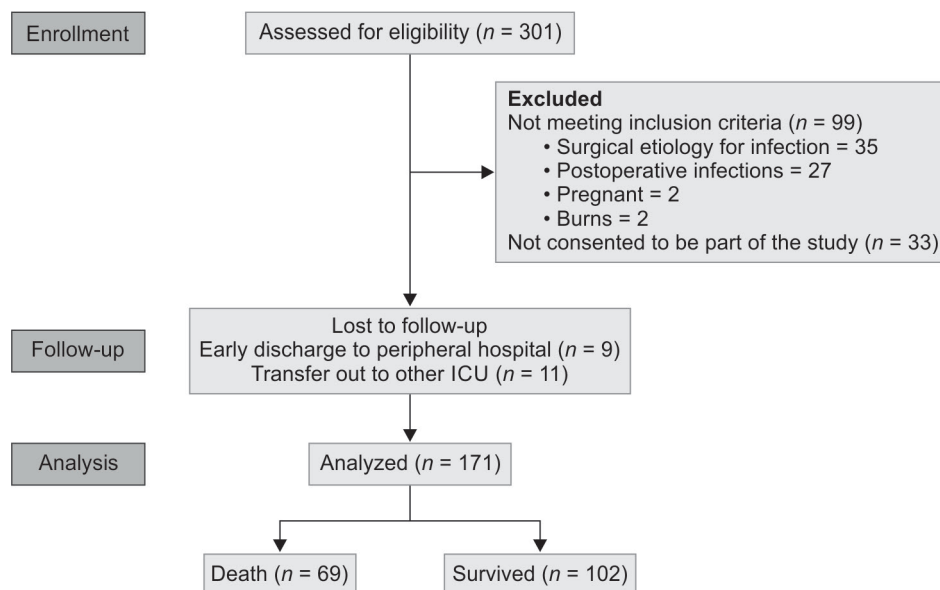 Enrollment
Assessed for eligibility (n = 301)
Excluded
Not meeting inclusion criteria (n = 99)
• Surgical etiology for infection = 35
• Postoperative infections = 27
• Pregnant = 2
• Burns = 2
Not consented to be part of the study (n = 33)
Follow-up
Lost to follow-up
Early discharge to peripheral hospital (n = 9)
Transfer out to other ICU (n = 11)
Analysis
Analyzed (n = 171)
Death (n = 69)
Survived (n = 102)